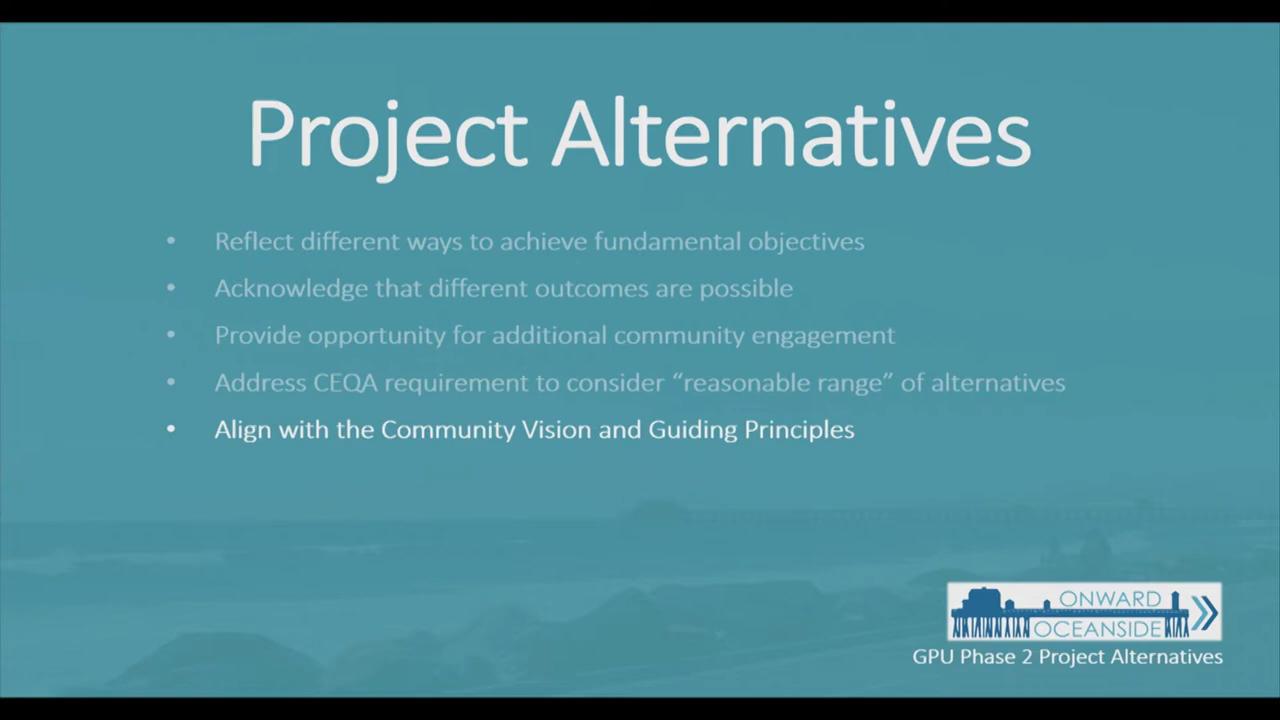 Project Alternatives
• Reflect different ways to achieve fundamental objectives
• Acknowledge that different outcomes are possible
• Provide opportunity for additional community engagement
• Address CEQA requirement to consider “reasonable range” of alternatives
• Align with the Community Vision and Guiding Principles
ONWARD
OCEANSIDE
GPU Phase 2 Project Alternatives